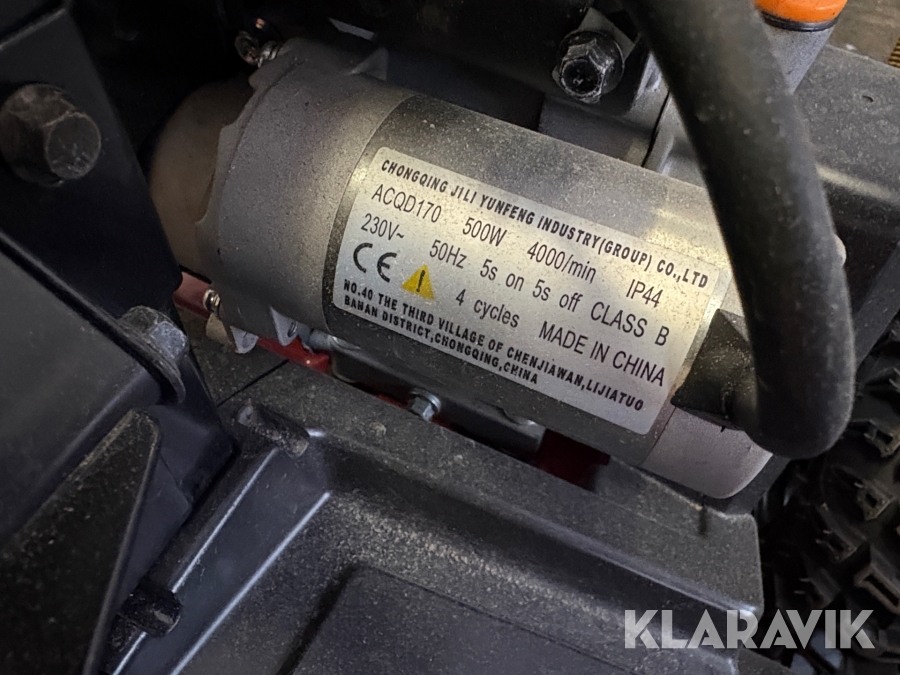 CHONGQING JILI YUNFENG INDUSTRY(GROUP) CO.,LTD
ACQD170 500W 4000/min IP44
230V~ 50Hz 5s on 5s off CLASS B
CE 4 cycles MADE IN CHINA
NO.40 THE THIRD VILLAGE OF CHENJIAWAN,LIJIATUO
BANAN DISTRICT,CHONGQING,CHINA
KLARAVIK